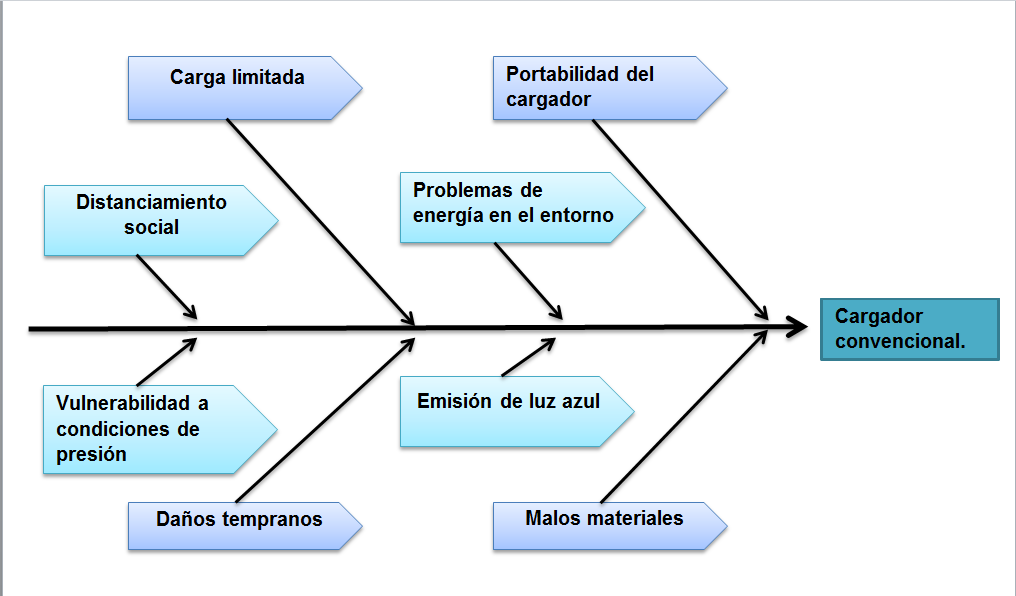 Carga limitada
Portabilidad del
cargador
Distanciamiento
social
Problemas de
energía en el entorno
Cargador
convencional.
Vulnerabilidad a
condiciones de
presión
Emisión de luz azul
Daños tempranos
Malos materiales